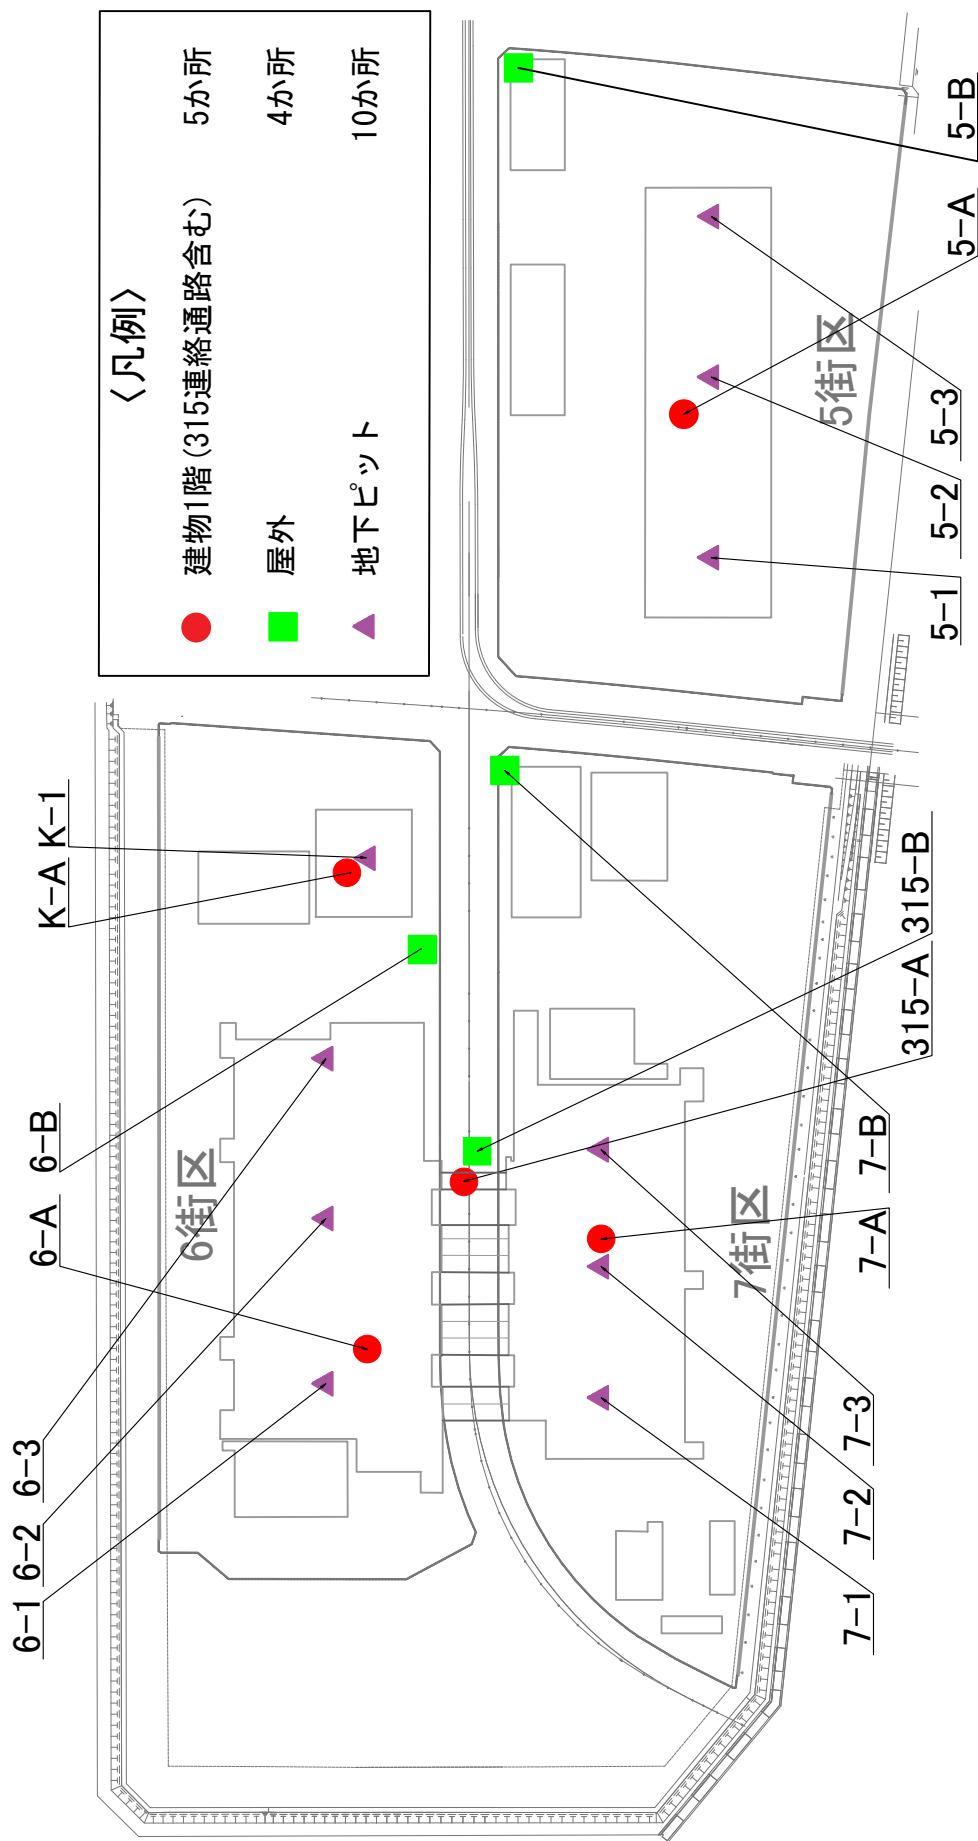 〈凡例〉
建物1階(315連絡通路含む) 5か所
屋外 4か所
地下ピット 10か所
6-1
6-2
6-3
6-A
6-B
K-A
K-1
6街区
7街区
5街区
7-1
7-2
7-3
7-A
7-B
315-A
315-B
5-1
5-2
5-3
5-A
5-B